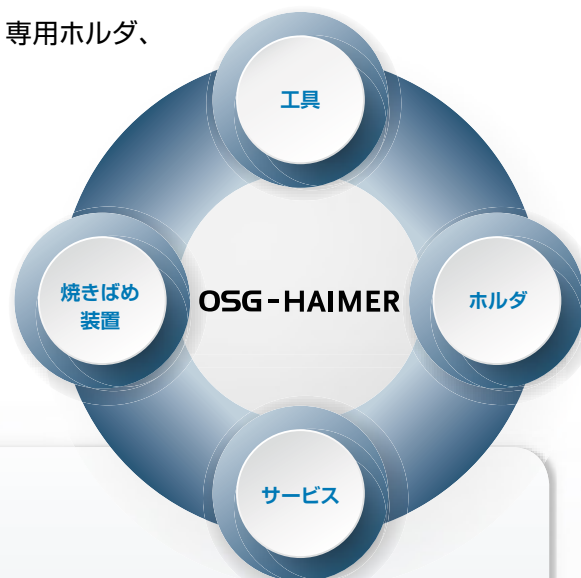 専用ホルダ、
工具
焼きばめ
装置
OSG-HAIMER
ホルダ
サービス